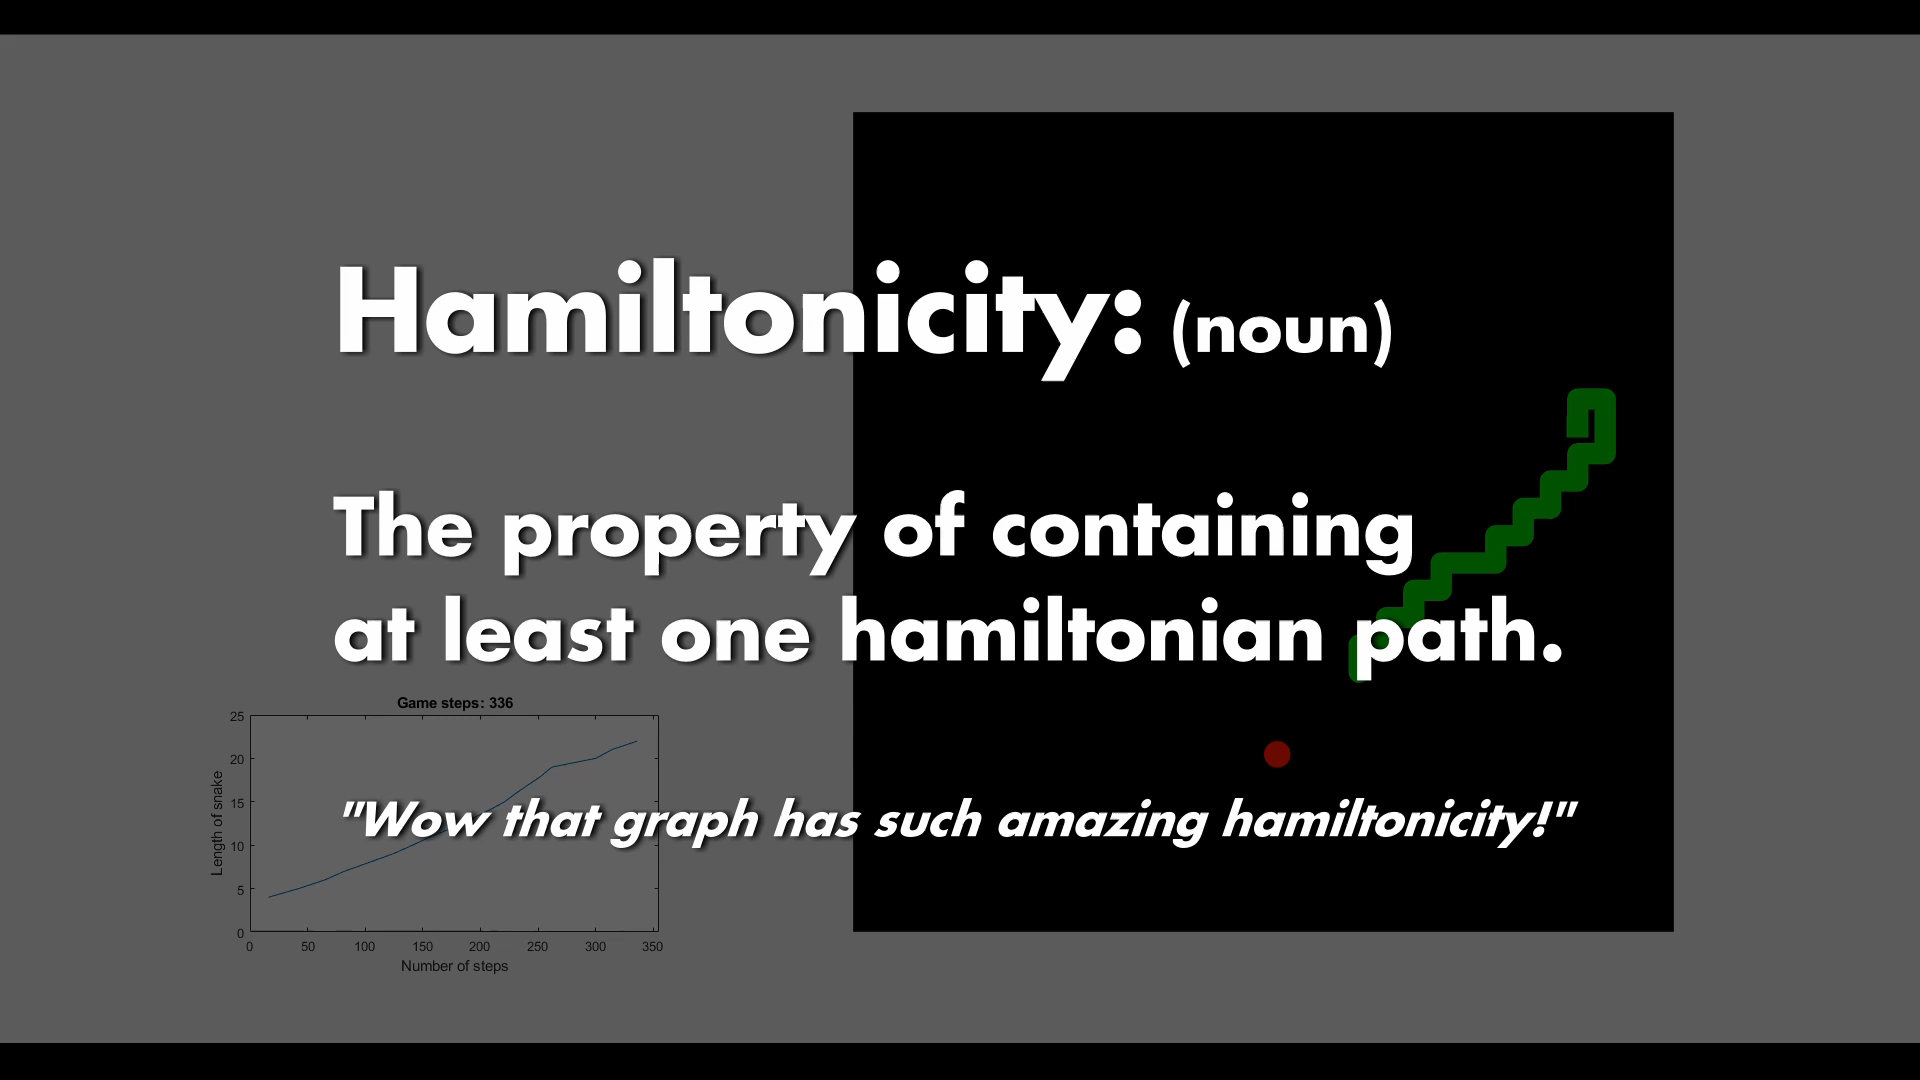 Hamiltonicity: (noun)
The property of containing
at least one hamiltonian path.
"Wow that graph has such amazing hamiltonicity!"
Game steps: 336
Length of snake
25
20
15
10
5
0
0 50 100 150 200 250 300 350
Number of steps